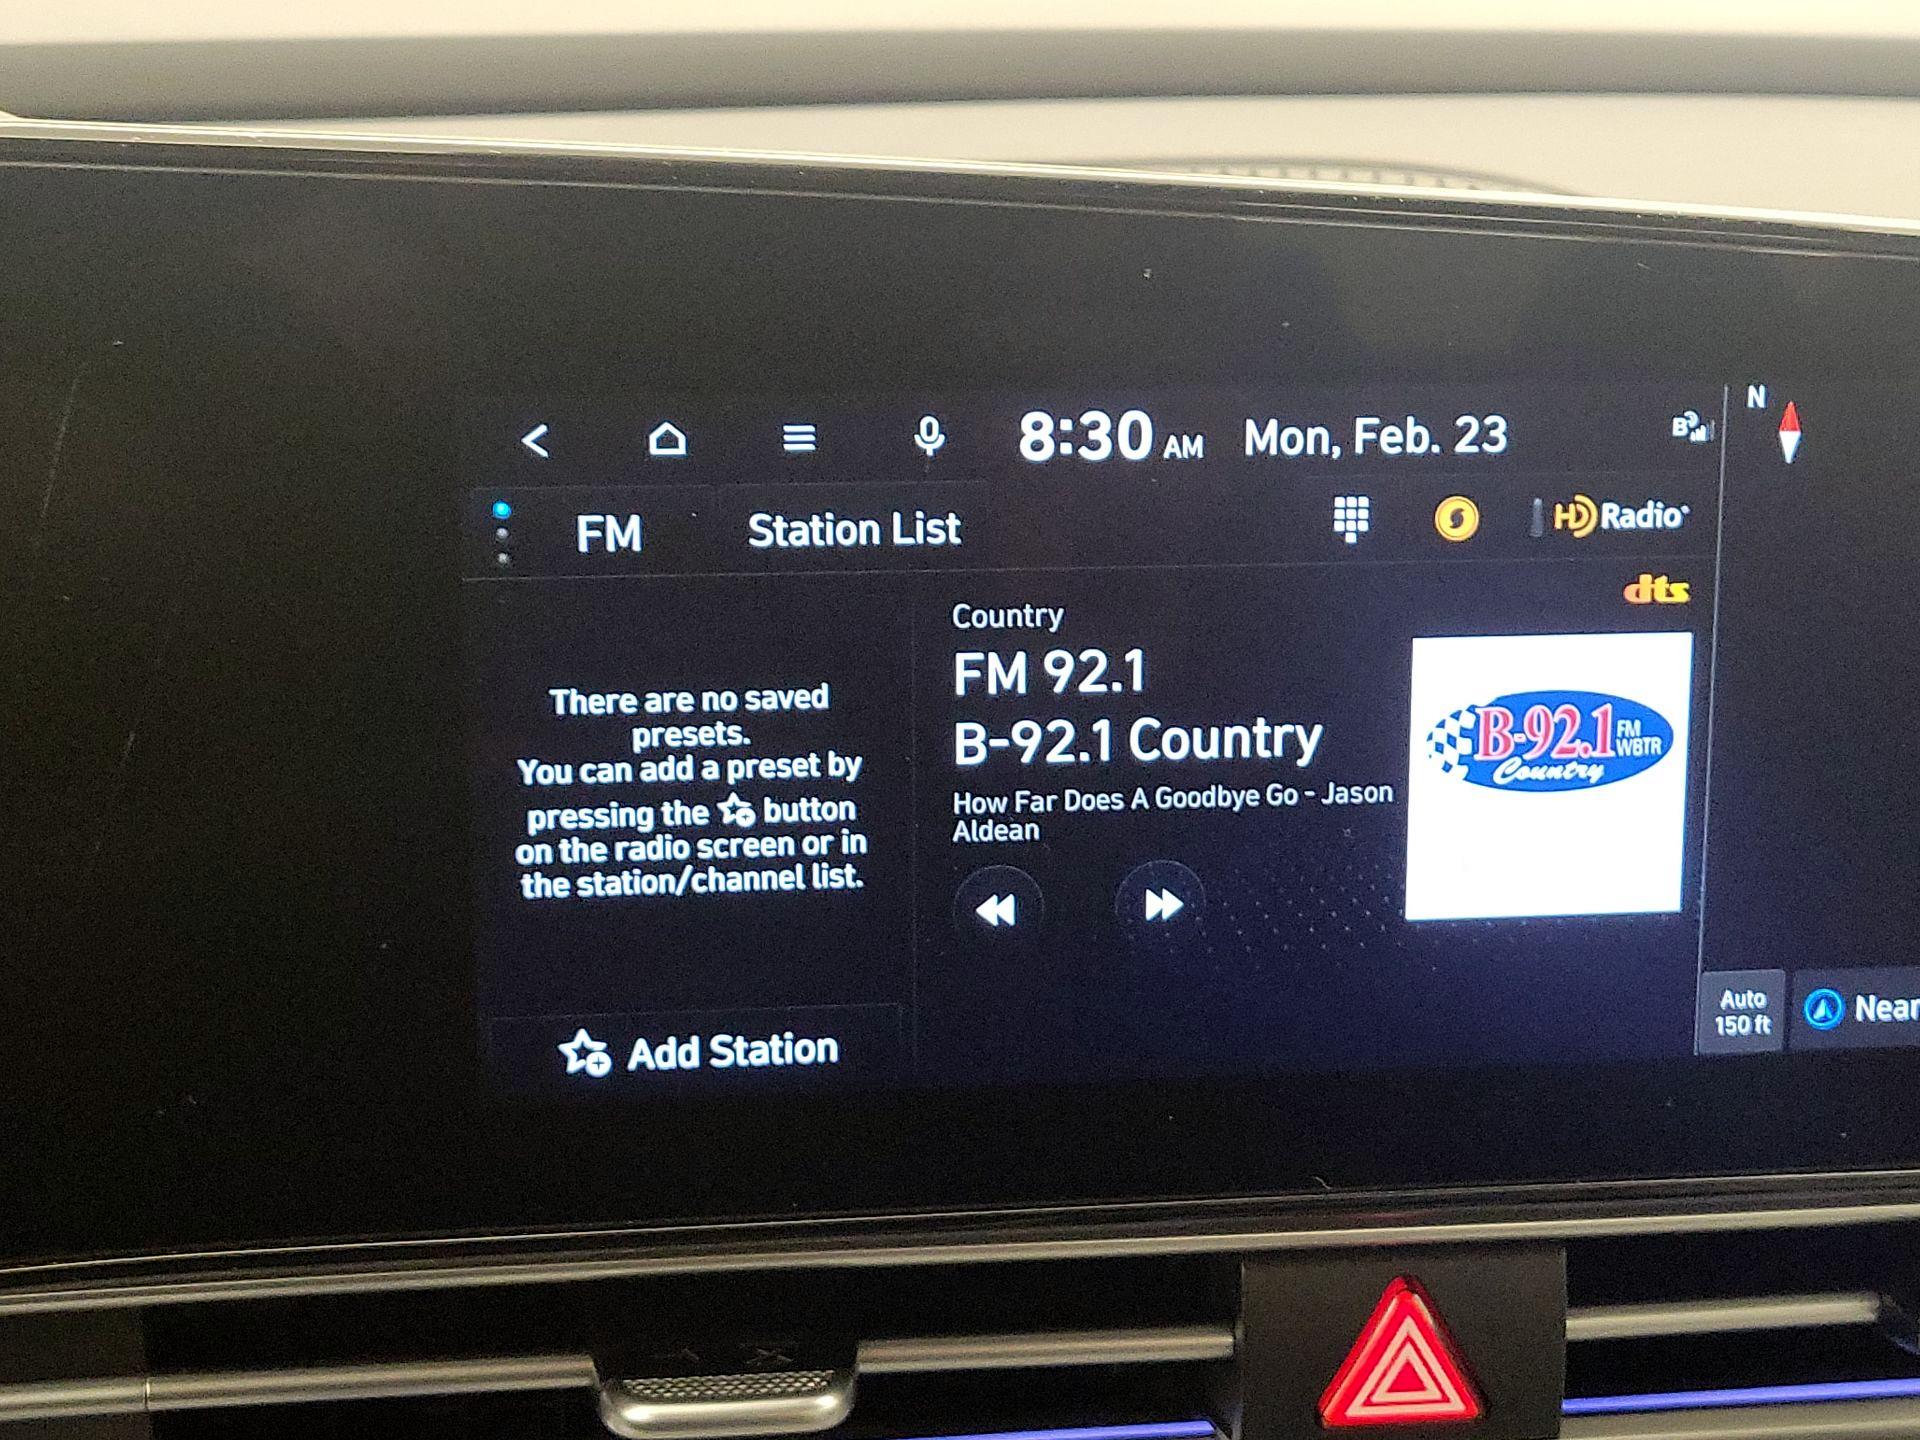 8:30 AM Mon, Feb. 23
N
FM
Station List
HD Radio
dts
Country
FM 92.1
B-92.1 Country
How Far Does A Goodbye Go - Jason
Aldean
B-92.1 FM
WBTR
Country
There are no saved
presets.
You can add a preset by
pressing the button
on the radio screen or in
the station/channel list.
Add Station
Auto
150 ft
Near